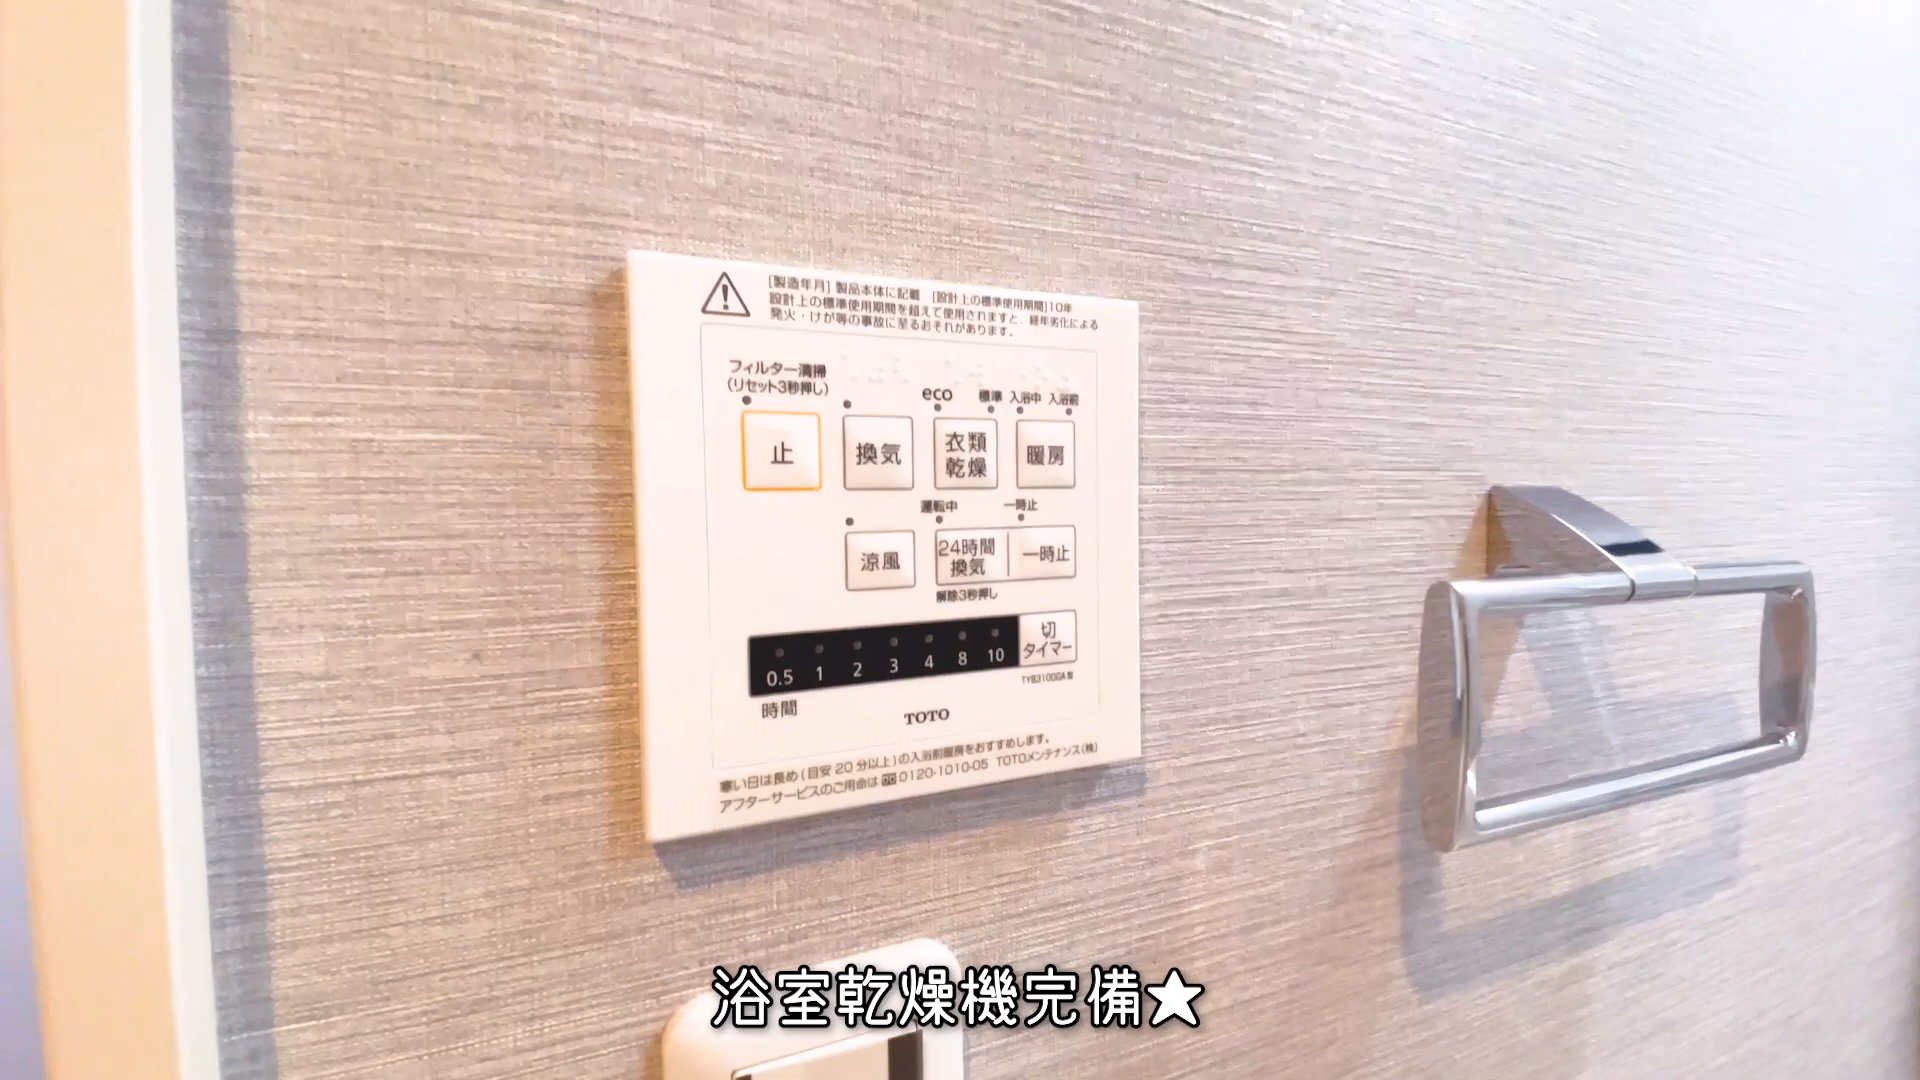 [製造年月] 製品本体に記載 [設計上の標準使用期間]10年
設計上の標準使用期間を超えて使用されますと、経年劣化による
発火・けが等の事故に至るおそれがあります。
フィルター清掃
(リセット3秒押し)
eco 標準 入浴中 入浴前
止 換気 衣類乾燥 暖房
運転中 一時止
涼風 24時間換気 一時止
解除3秒押し
0.5 1 2 3 4 8 10 切タイマー
時間
TOTO
寒い日は長め(目安 20 分以上)の入浴前暖房をおすすめします。
アフターサービスのご用命は 0120-1010-05 TOTOメンテナンス(株)
浴室乾燥機完備★